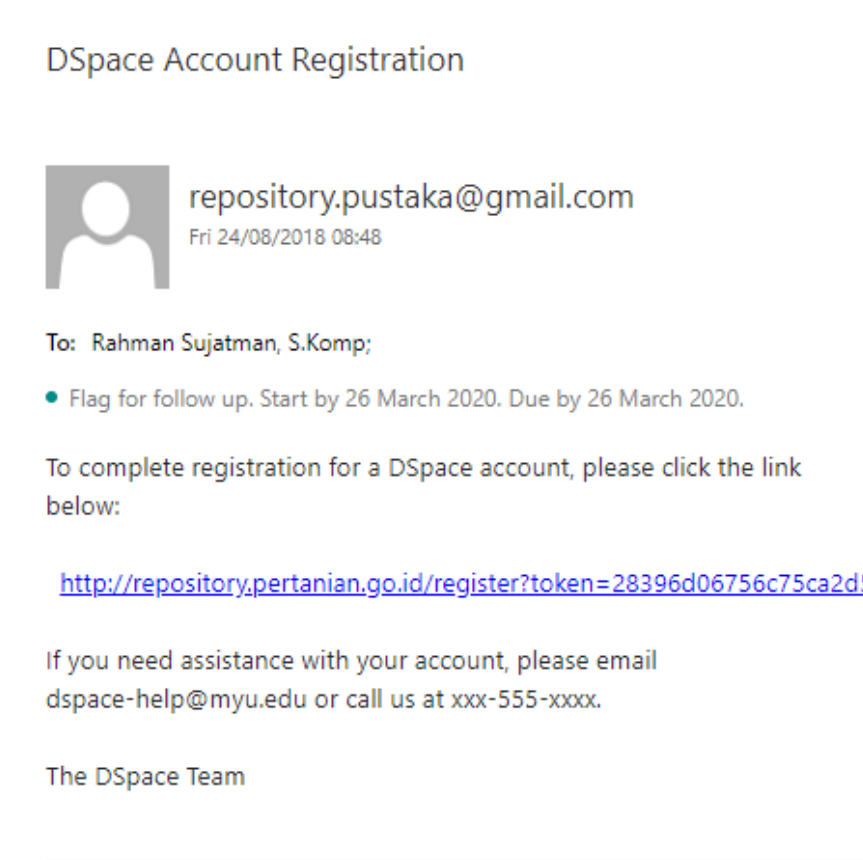 DSpace Account Registration
repository.pustaka@gmail.com
Fri 24/08/2018 08:48
To: Rahman Sujatman, S.Komp;
Flag for follow up. Start by 26 March 2020. Due by 26 March 2020.
To complete registration for a DSpace account, please click the link
below:
http://repository.pertanian.go.id/register?token=28396d06756c75ca2d5
If you need assistance with your account, please email
dspace-help@myu.edu or call us at xxx-555-xxxx.
The DSpace Team